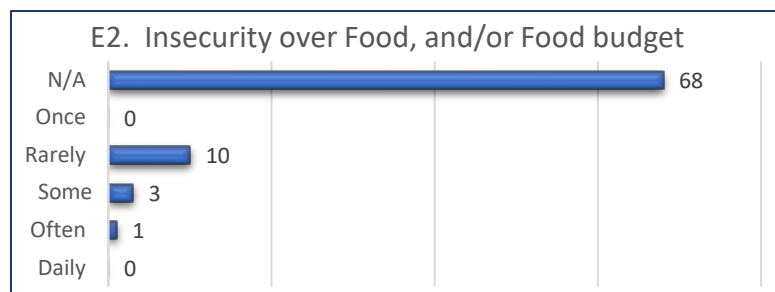 E2. Insecurity over Food, and/or Food budget
N/A 68
Once 0
Rarely 10
Some 3
Often 1
Daily 0